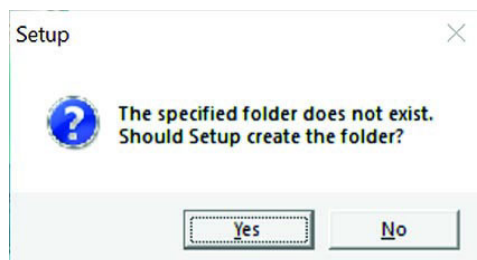 Setup
The specified folder does not exist.
Should Setup create the folder?
Yes
No